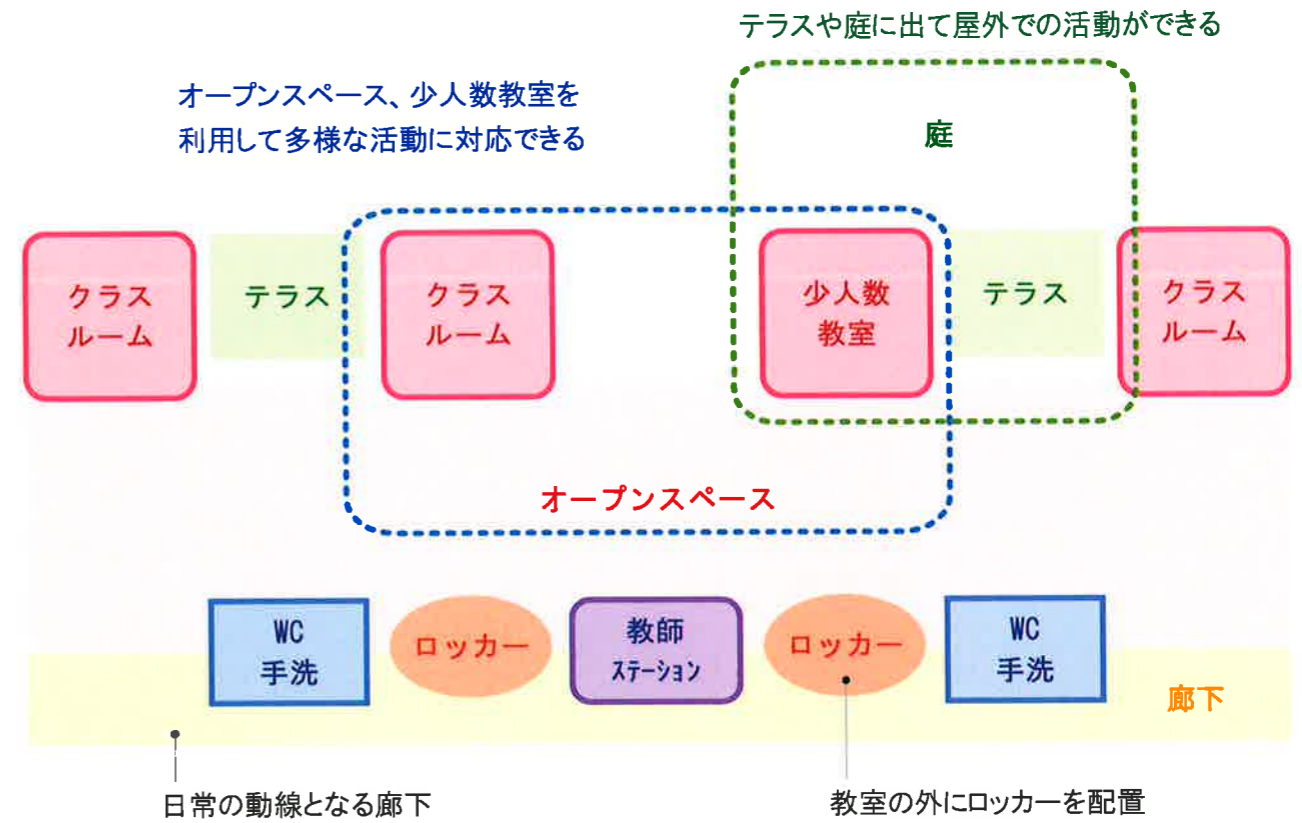 テラスや庭に出て屋外での活動ができる
オープンスペース、少人数教室を
利用して多様な活動に対応できる
庭
クラス
ルーム
テラス
クラス
ルーム
少人数
教室
テラス
クラス
ルーム
オープンスペース
WC
手洗
ロッカー
教師
ｽﾃｰｼｮﾝ
ロッカー
WC
手洗
廊下
日常の動線となる廊下
教室の外にロッカーを配置